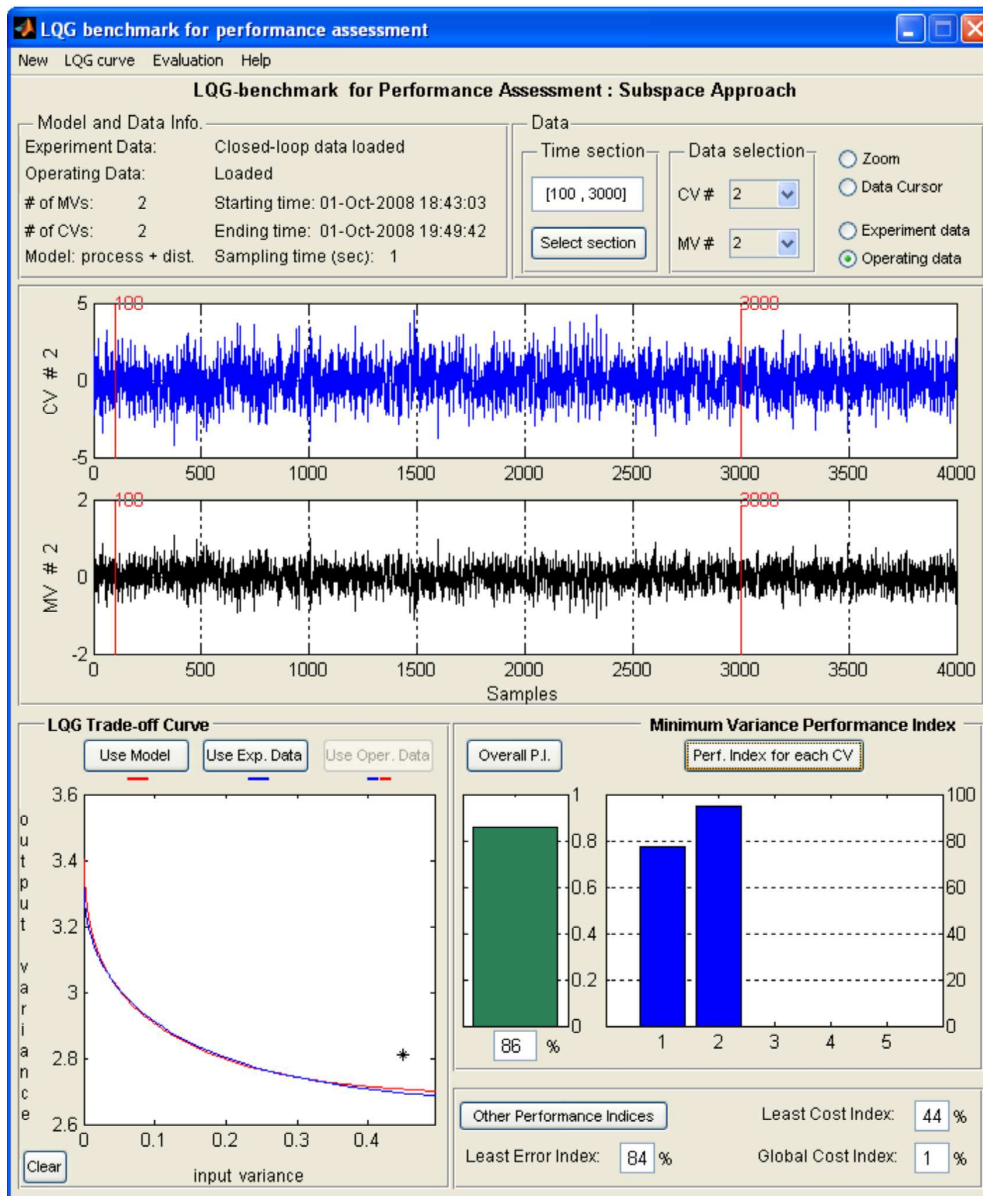 LQG benchmark for performance assessment
New LQG curve Evaluation Help
LQG-benchmark for Performance Assessment : Subspace Approach
Model and Data Info.
Experiment Data: Closed-loop data loaded
Operating Data: Loaded
# of MVs: 2 Starting time: 01-Oct-2008 18:43:03
# of CVs: 2 Ending time: 01-Oct-2008 19:49:42
Model: process + dist. Sampling time (sec): 1
Data
Time section
[100 , 3000]
Select section
Data selection
CV # 2
MV # 2
Zoom
Data Cursor
Experiment data
Operating data
CV # 2
5
0
-5
100
3000
0 500 1000 1500 2000 2500 3000 3500 4000
MV # 2
2
0
-2
100
3000
0 500 1000 1500 2000 2500 3000 3500 4000
Samples
LQG Trade-off Curve
Use Model Use Exp. Data Use Oper. Data
output variance
3.6
3.4
3.2
3
2.8
2.6
0 0.1 0.2 0.3 0.4
input variance
Clear
Minimum Variance Performance Index
Overall P.I. Perf. Index for each CV
1
0.8
0.6
0.4
0.2
0
86 %
100
80
60
40
20
0
1 2 3 4 5
Other Performance Indices Least Cost Index: 44 %
Least Error Index: 84 % Global Cost Index: 1 %